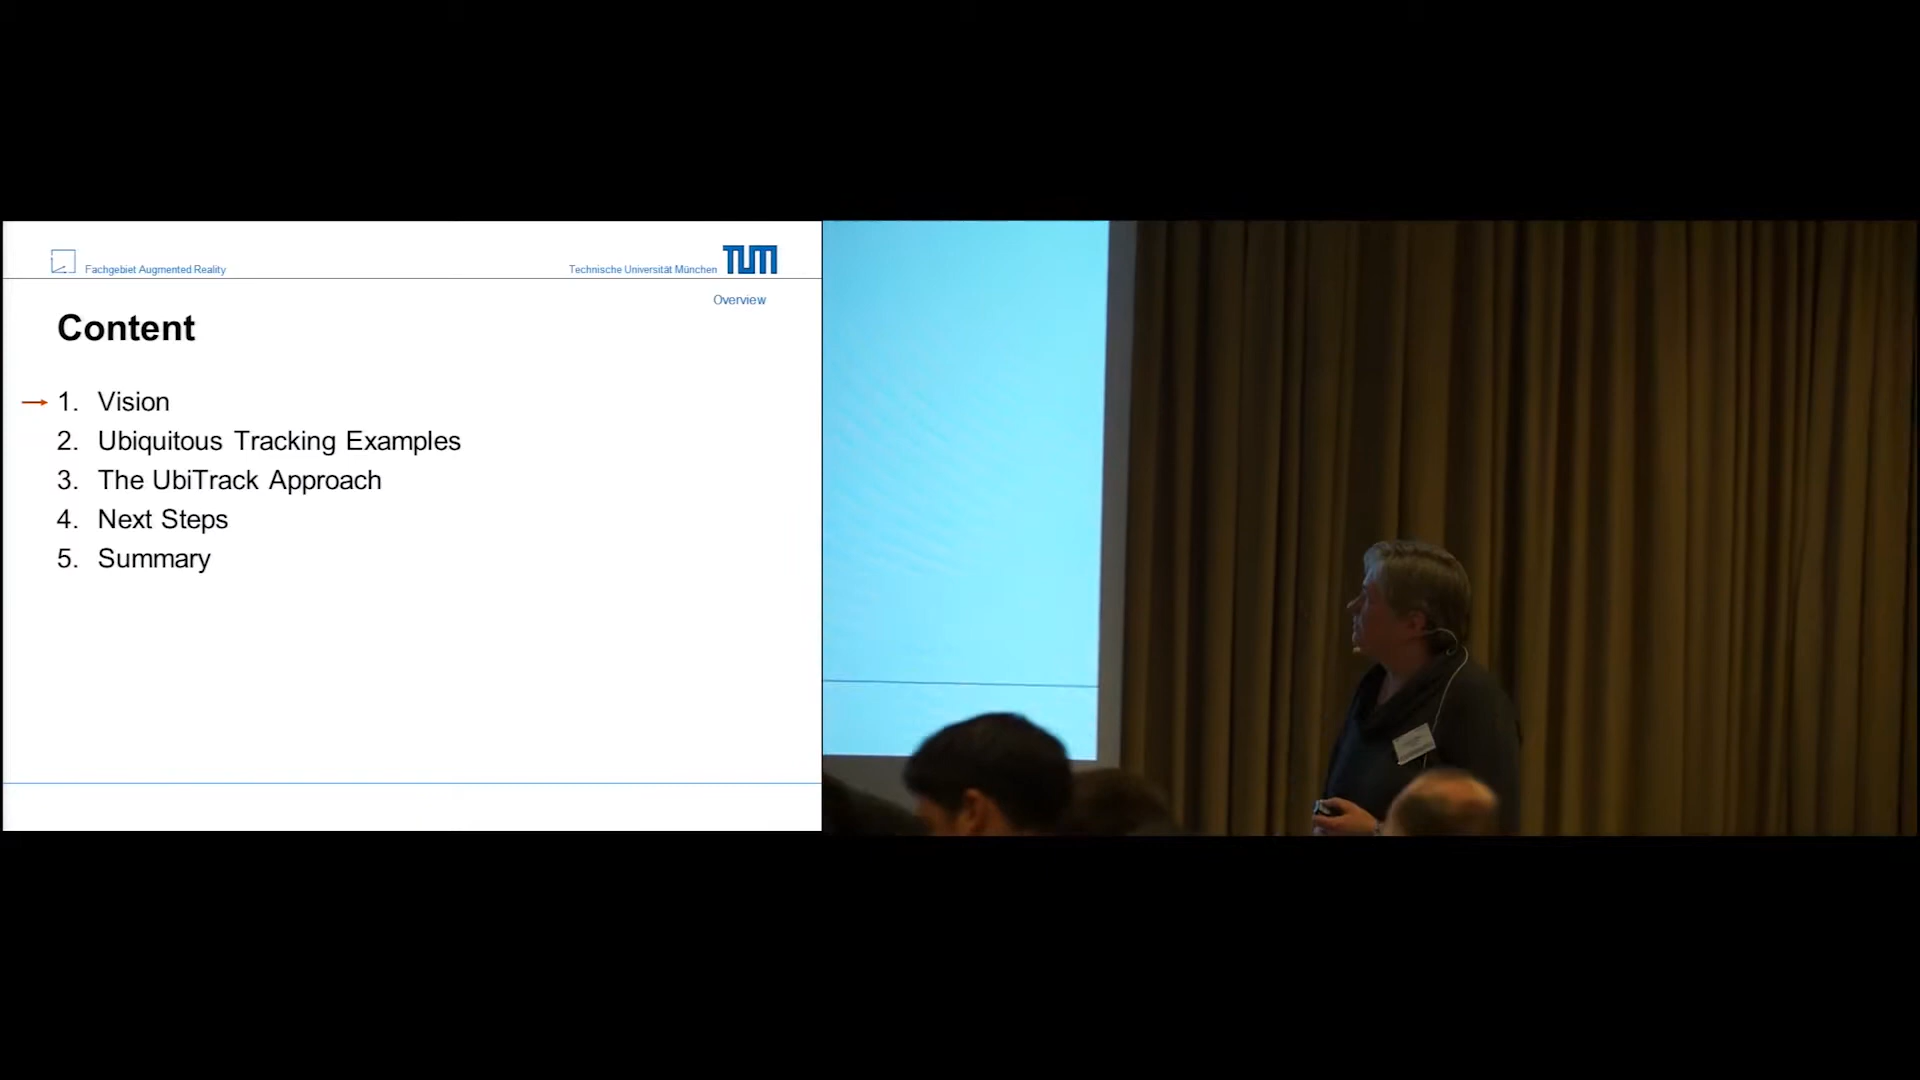 Fachgebiet Augmented Reality
Technische Universität München TUM
Overview
Content
1. Vision
2. Ubiquitous Tracking Examples
3. The UbiTrack Approach
4. Next Steps
5. Summary